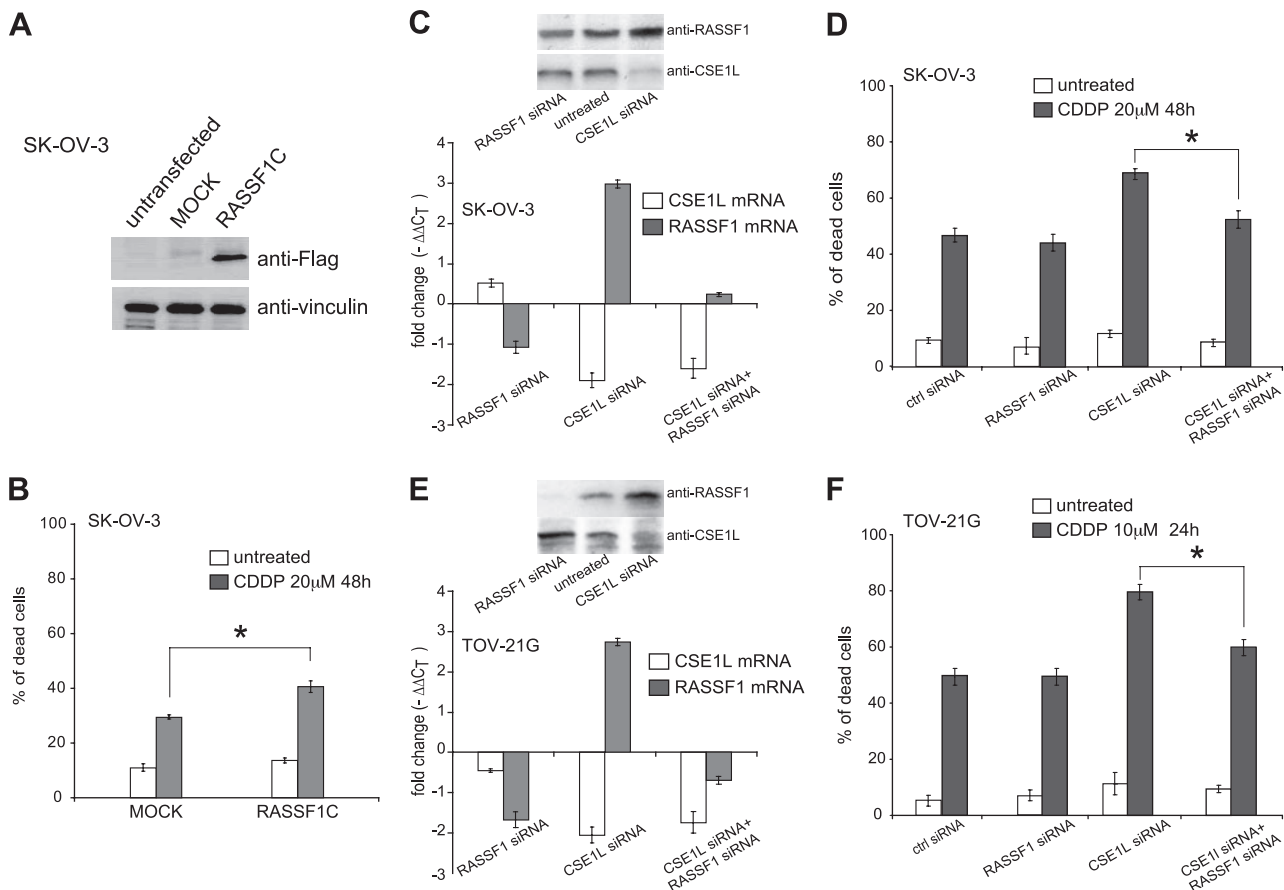 A
SK-OV-3
untransfected
MOCK
RASSF1C
anti-Flag
anti-vinculin
B
SK-OV-3
untreated
CDDP 20μM 48h
*
% of dead cells
100
80
60
40
20
0
MOCK
RASSF1C
C
anti-RASSF1
anti-CSE1L
RASSF1 siRNA
untreated
CSE1L siRNA
SK-OV-3
CSE1L mRNA
RASSF1 mRNA
fold change (- ΔΔCT)
4
3
2
1
0
-1
-2
-3
RASSF1 siRNA
CSE1L siRNA
CSE1L siRNA+
RASSF1 siRNA
D
SK-OV-3
untreated
CDDP 20μM 48h
*
% of dead cells
100
80
60
40
20
0
ctrl siRNA
RASSF1 siRNA
CSE1L siRNA
CSE1L siRNA+
RASSF1 siRNA
E
anti-RASSF1
anti-CSE1L
RASSF1 siRNA
untreated
CSE1L siRNA
TOV-21G
CSE1L mRNA
RASSF1 mRNA
fold change (- ΔΔCT)
4
3
2
1
0
-1
-2
-3
RASSF1 siRNA
CSE1L siRNA
CSE1L siRNA+
RASSF1 siRNA
F
TOV-21G
untreated
CDDP 10μM 24h
*
% of dead cells
100
80
60
40
20
0
ctrl siRNA
RASSF1 siRNA
CSE1L siRNA
CSE1l siRNA+
RASSF1 siRNA